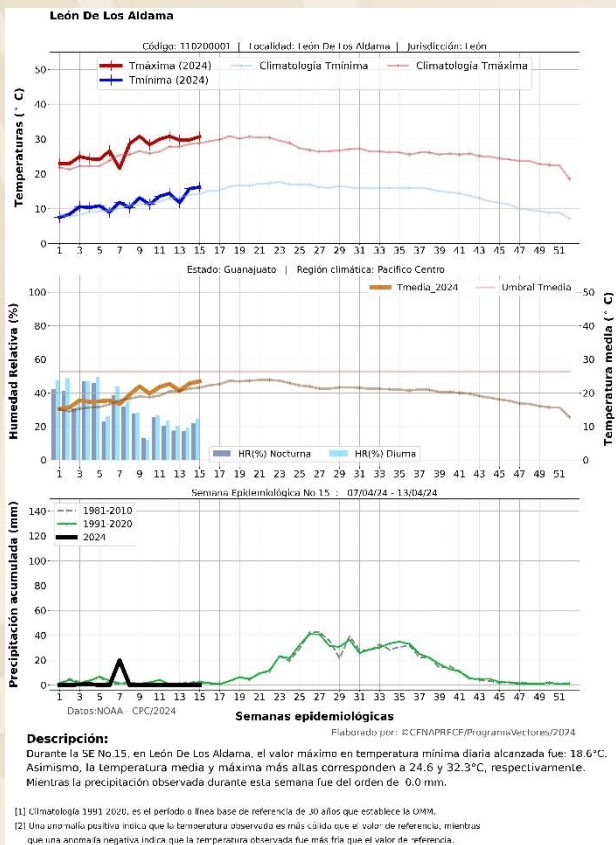 León De Los Aldama
Código: 110200001 | Localidad: León De Los Aldama | Jurisdicción: León
Tmáxima (2024)
Tmínima (2024)
Climatología Tmínima
Climatología Tmáxima
Temperaturas (° C)
50
40
30
20
10
0
1 3 5 7 9 11 13 15 17 19 21 23 25 27 29 31 33 35 37 39 41 43 45 47 49 51
Estado: Guanajuato | Región climática: Pacifico Centro
Tmedia_2024
Umbral Tmedia
Humedad Relativa (%)
100
80
60
40
20
0
Temperatura media (° C)
50
40
30
20
10
0
HR(%) Nocturna
HR(%) Diurna
1 3 5 7 9 11 13 15 17 19 21 23 25 27 29 31 33 35 37 39 41 43 45 47 49 51
Semana Epidemiológica No 15 : 07/04/24 - 13/04/24
1981-2010
1991-2020
2024
Precipitación acumulada (mm)
140
120
100
80
60
40
20
0
1 3 5 7 9 11 13 15 17 19 21 23 25 27 29 31 33 35 37 39 41 43 45 47 49 51
Datos:NOAA - CPC/2024
Semanas epidemiológicas
Elaborado por: ©CENAPRECE/ProgramaVectores/2024
Descripción:
Durante la SE No.15, en León De Los Aldama, el valor máximo en temperatura mínima diaria alcanzada fue: 18.6°C.
Asimismo, la temperatura media y máxima más altas corresponden a 24.6 y 32.3°C, respectivamente.
Mientras la precipitación observada durante esta semana fue del orden de 0.0 mm.
[1] Climatología 1991-2020, es el período o línea base de referencia de 30 años que establece la OMM.
[2] Una anomalía positiva indica que la temperatura observada es más cálida que el valor de referencia, mientras
que una anomalía negativa indica que la temperatura observada fue más fría que el valor de referencia.